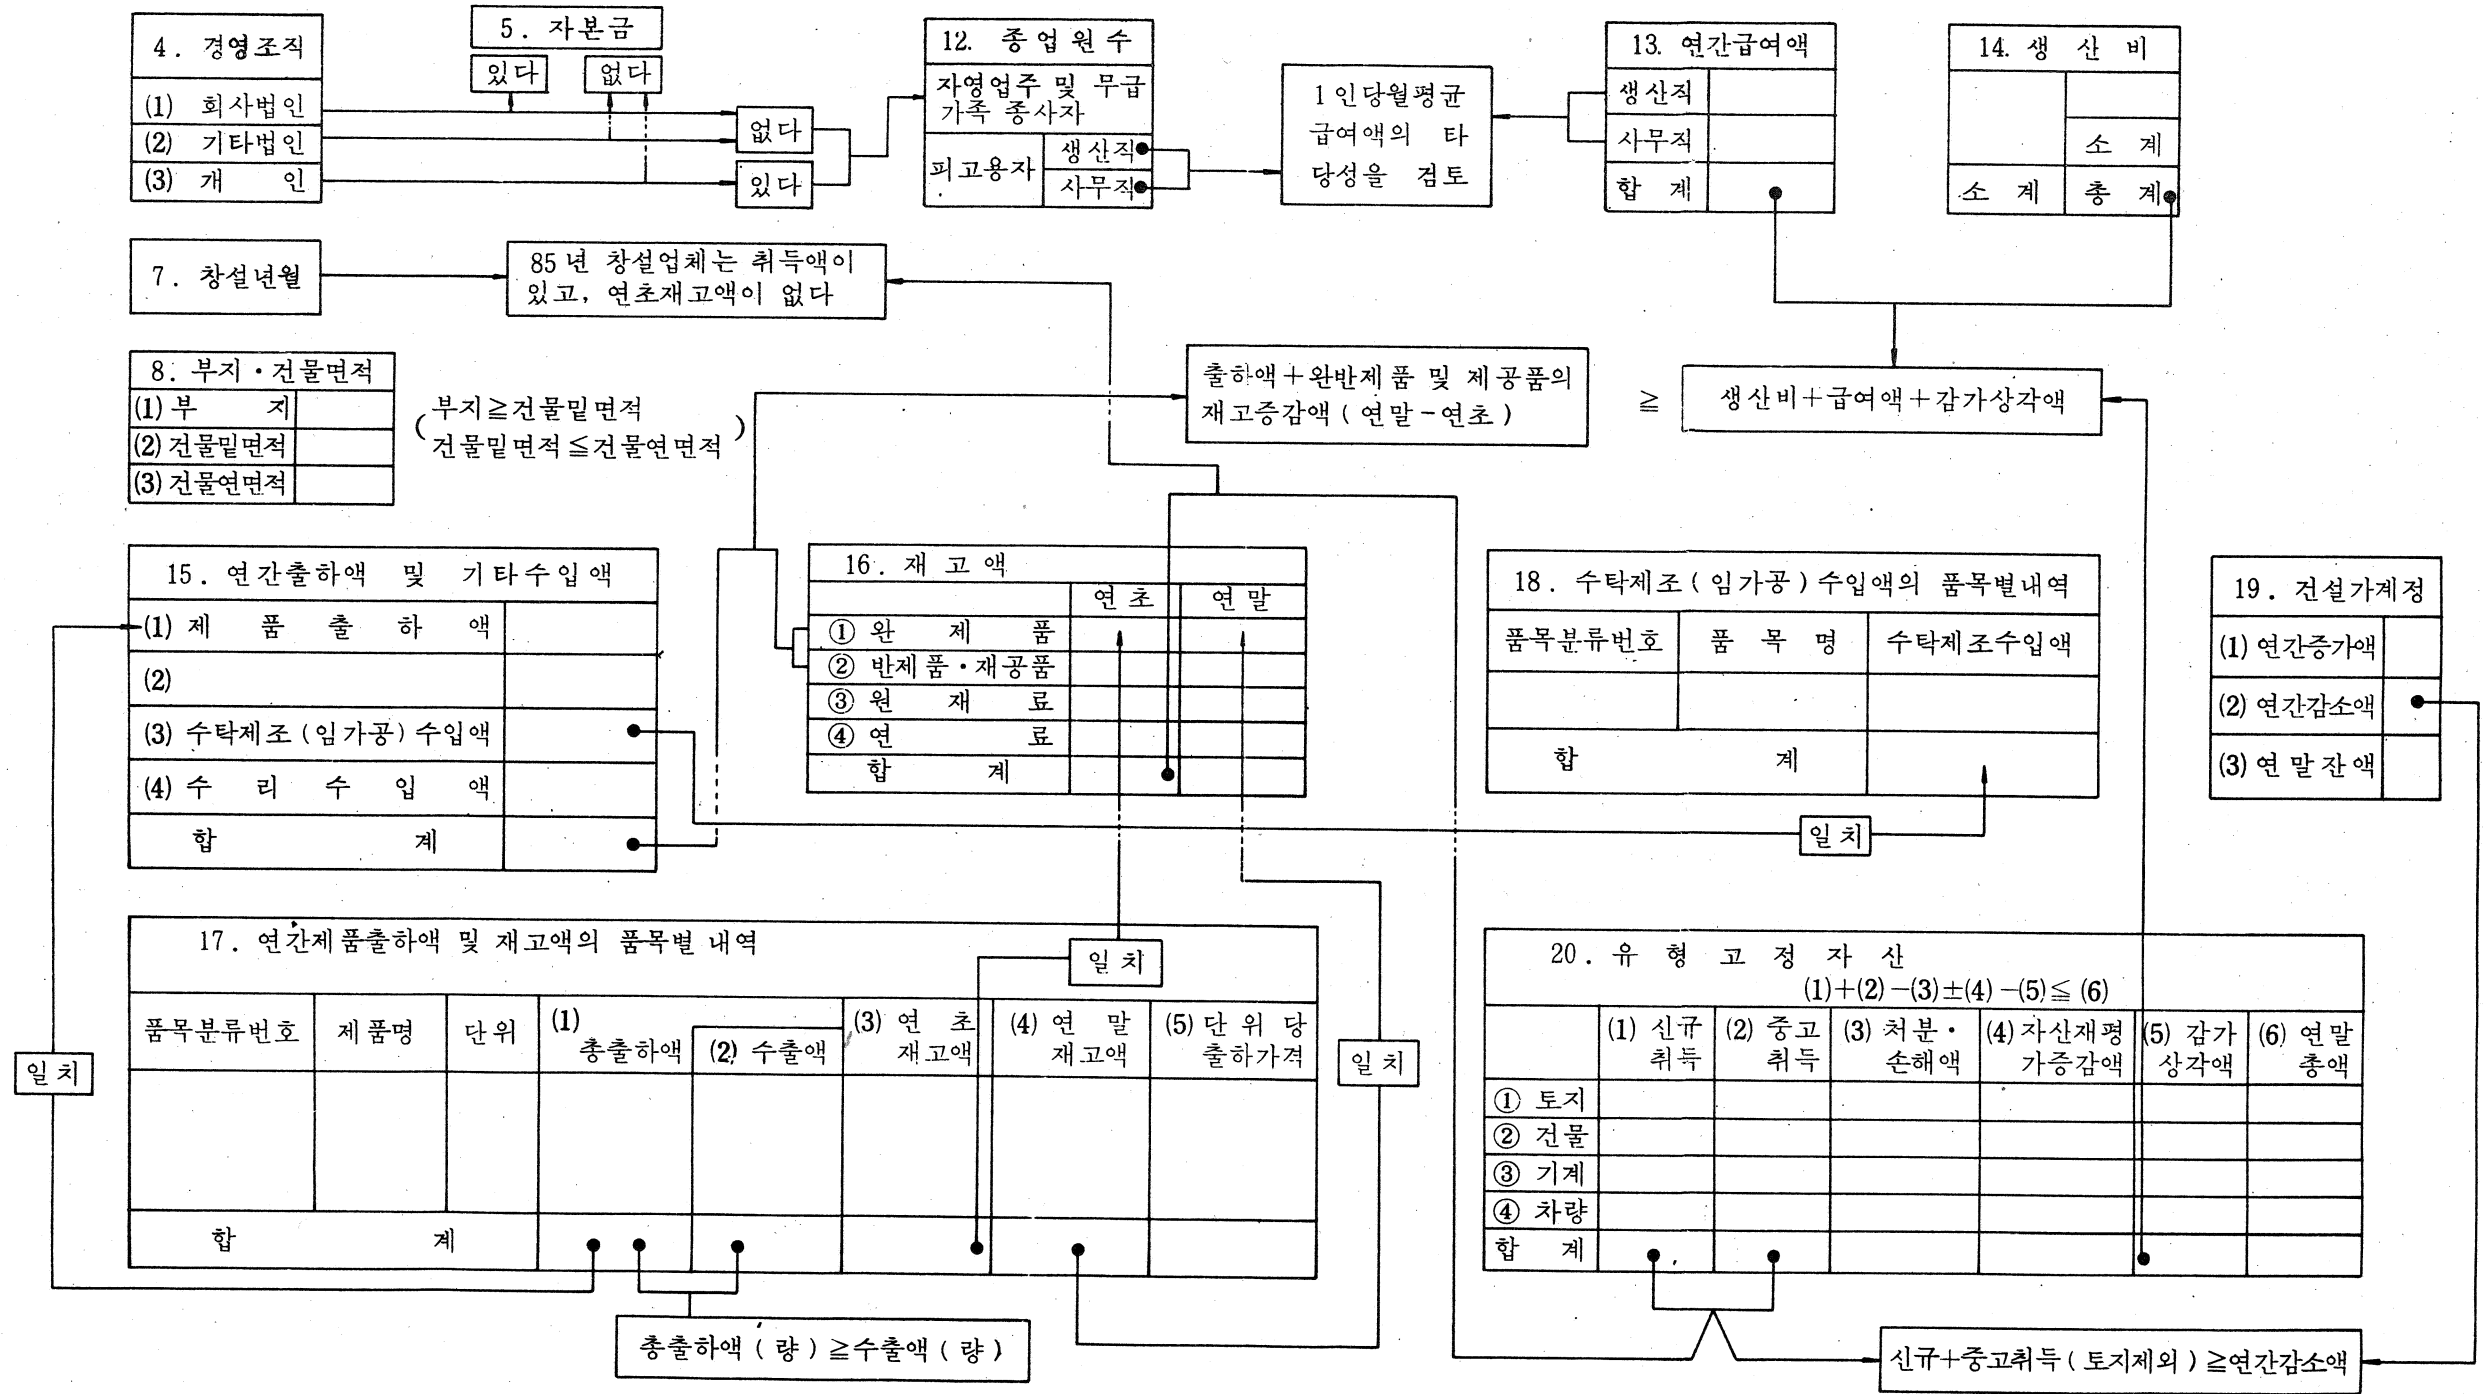 4. 경영조직
(1) 회사법인
(2) 기타법인
(3) 개 인
5. 자본금
있다
없다
없다
있다
12. 종업원수
자영업주 및 무급
가족 종사자
피고용자
생산직
사무직
1인당월평균
급여액의 타
당성을 검토
13. 연간급여액
생산직
사무직
합 계
14. 생 산 비
소 계
소 계
총 계
7. 창설년월
85년 창설업체는 취득액이
있고, 연초재고액이 없다
8. 부지·건물면적
(1) 부 지
(2) 건물밑면적
(3) 건물연면적
(부지≧건물밑면적
건물밑면적≦건물연면적)
출하액+완반제품 및 제공품의
재고증감액(연말-연초)
≧
생산비+급여액+감가상각액
15. 연간출하액 및 기타수입액
(1) 제 품 출 하 액
(2)
(3) 수탁제조(임가공)수입액
(4) 수 리 수 입 액
합 계
16. 재고액
연초 연말
① 완 제 품
② 반제품·재공품
③ 원 재 료
④ 연 료
합 계
18. 수탁제조(임가공)수입액의 품목별내역
품목분류번호 품 목 명 수탁제조수입액
합 계
일치
19. 건설가계정
(1) 연간증가액
(2) 연간감소액
(3) 연말잔액
17. 연간제품출하액 및 재고액의 품목별 내역
일치
품목분류번호 제품명 단위
(1)
총출하액
(2) 수출액
(3) 연 초
재고액
(4) 연 말
재고액
(5) 단위당
출하가격
합 계
일치
일치
총출하액(량)≧수출액(량)
20. 유 형 고 정 자 산
(1)+(2)-(3)±(4)-(5)≦(6)
(1) 신규
취득
(2) 중고
취득
(3) 처분·
손해액
(4) 자산재평
가증감액
(5) 감가
상각액
(6) 연말
총액
① 토지
② 건물
③ 기계
④ 차량
합 계
신규+중고취득(토지제외)≧연간감소액